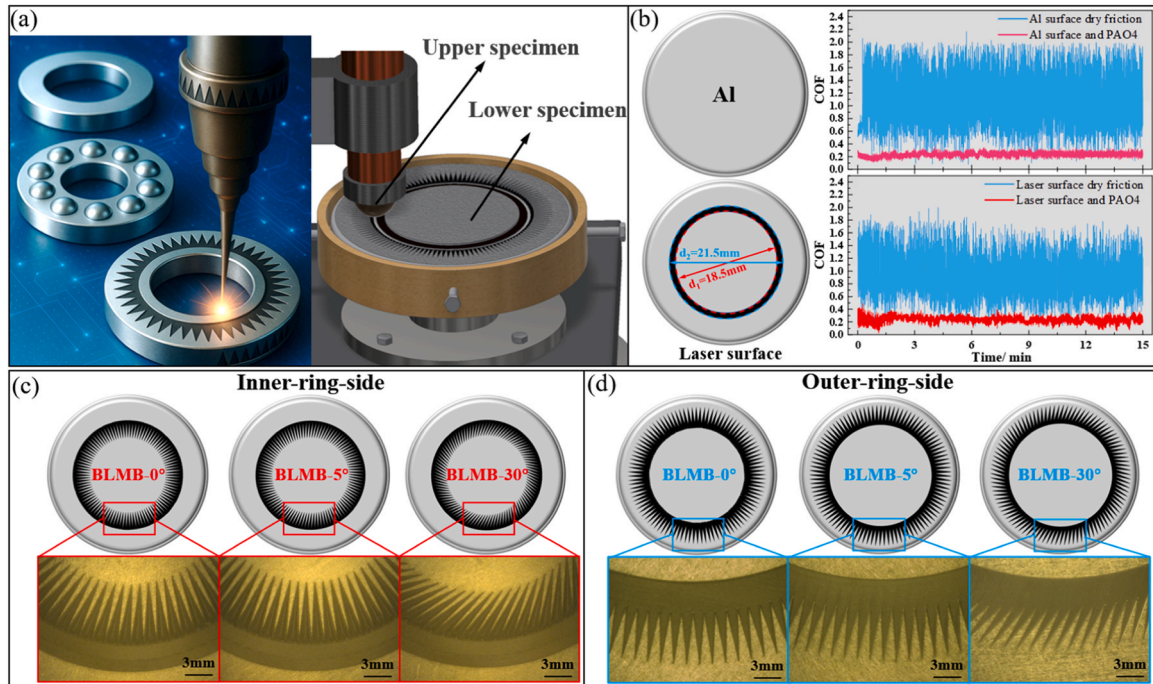 (a)
Upper specimen
Lower specimen
(b)
Al
d₂=21.5mm
d₁=18.5mm
Laser surface
COF
2.4
2.2
2.0
1.8
1.6
1.4
1.2
1.0
0.8
0.6
0.4
0.2
0.0
Al surface dry friction
Al surface and PAO4
COF
2.4
2.2
2.0
1.8
1.6
1.4
1.2
1.0
0.8
0.6
0.4
0.2
0.0
Laser surface dry friction
Laser surface and PAO4
0 3 6 9 12 15
Time/ min
(c)
Inner-ring-side
BLMB-0° BLMB-5° BLMB-30°
3mm 3mm 3mm
(d)
Outer-ring-side
BLMB-0° BLMB-5° BLMB-30°
3mm 3mm 3mm